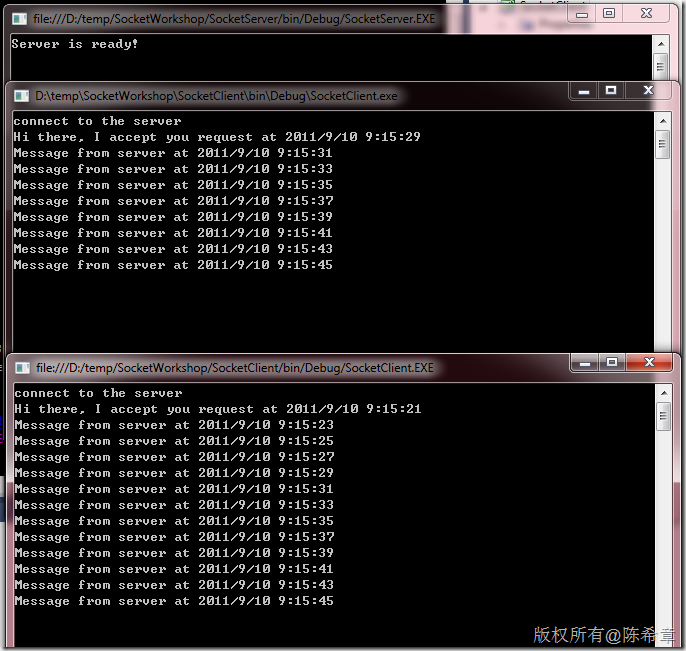 SocketClient
Properties
file:///D:/temp/SocketWorkshop/SocketServer/bin/Debug/SocketServer.EXE
Server is ready!
D:\temp\SocketWorkshop\SocketClient\bin\Debug\SocketClient.exe
connect to the server
Hi there, I accept you request at 2011/9/10 9:15:29
Message from server at 2011/9/10 9:15:31
Message from server at 2011/9/10 9:15:33
Message from server at 2011/9/10 9:15:35
Message from server at 2011/9/10 9:15:37
Message from server at 2011/9/10 9:15:39
Message from server at 2011/9/10 9:15:41
Message from server at 2011/9/10 9:15:43
Message from server at 2011/9/10 9:15:45
file:///D:/temp/SocketWorkshop/SocketClient/bin/Debug/SocketClient.EXE
connect to the server
Hi there, I accept you request at 2011/9/10 9:15:21
Message from server at 2011/9/10 9:15:23
Message from server at 2011/9/10 9:15:25
Message from server at 2011/9/10 9:15:27
Message from server at 2011/9/10 9:15:29
Message from server at 2011/9/10 9:15:31
Message from server at 2011/9/10 9:15:33
Message from server at 2011/9/10 9:15:35
Message from server at 2011/9/10 9:15:37
Message from server at 2011/9/10 9:15:39
Message from server at 2011/9/10 9:15:41
Message from server at 2011/9/10 9:15:43
Message from server at 2011/9/10 9:15:45
版权所有@陈希章